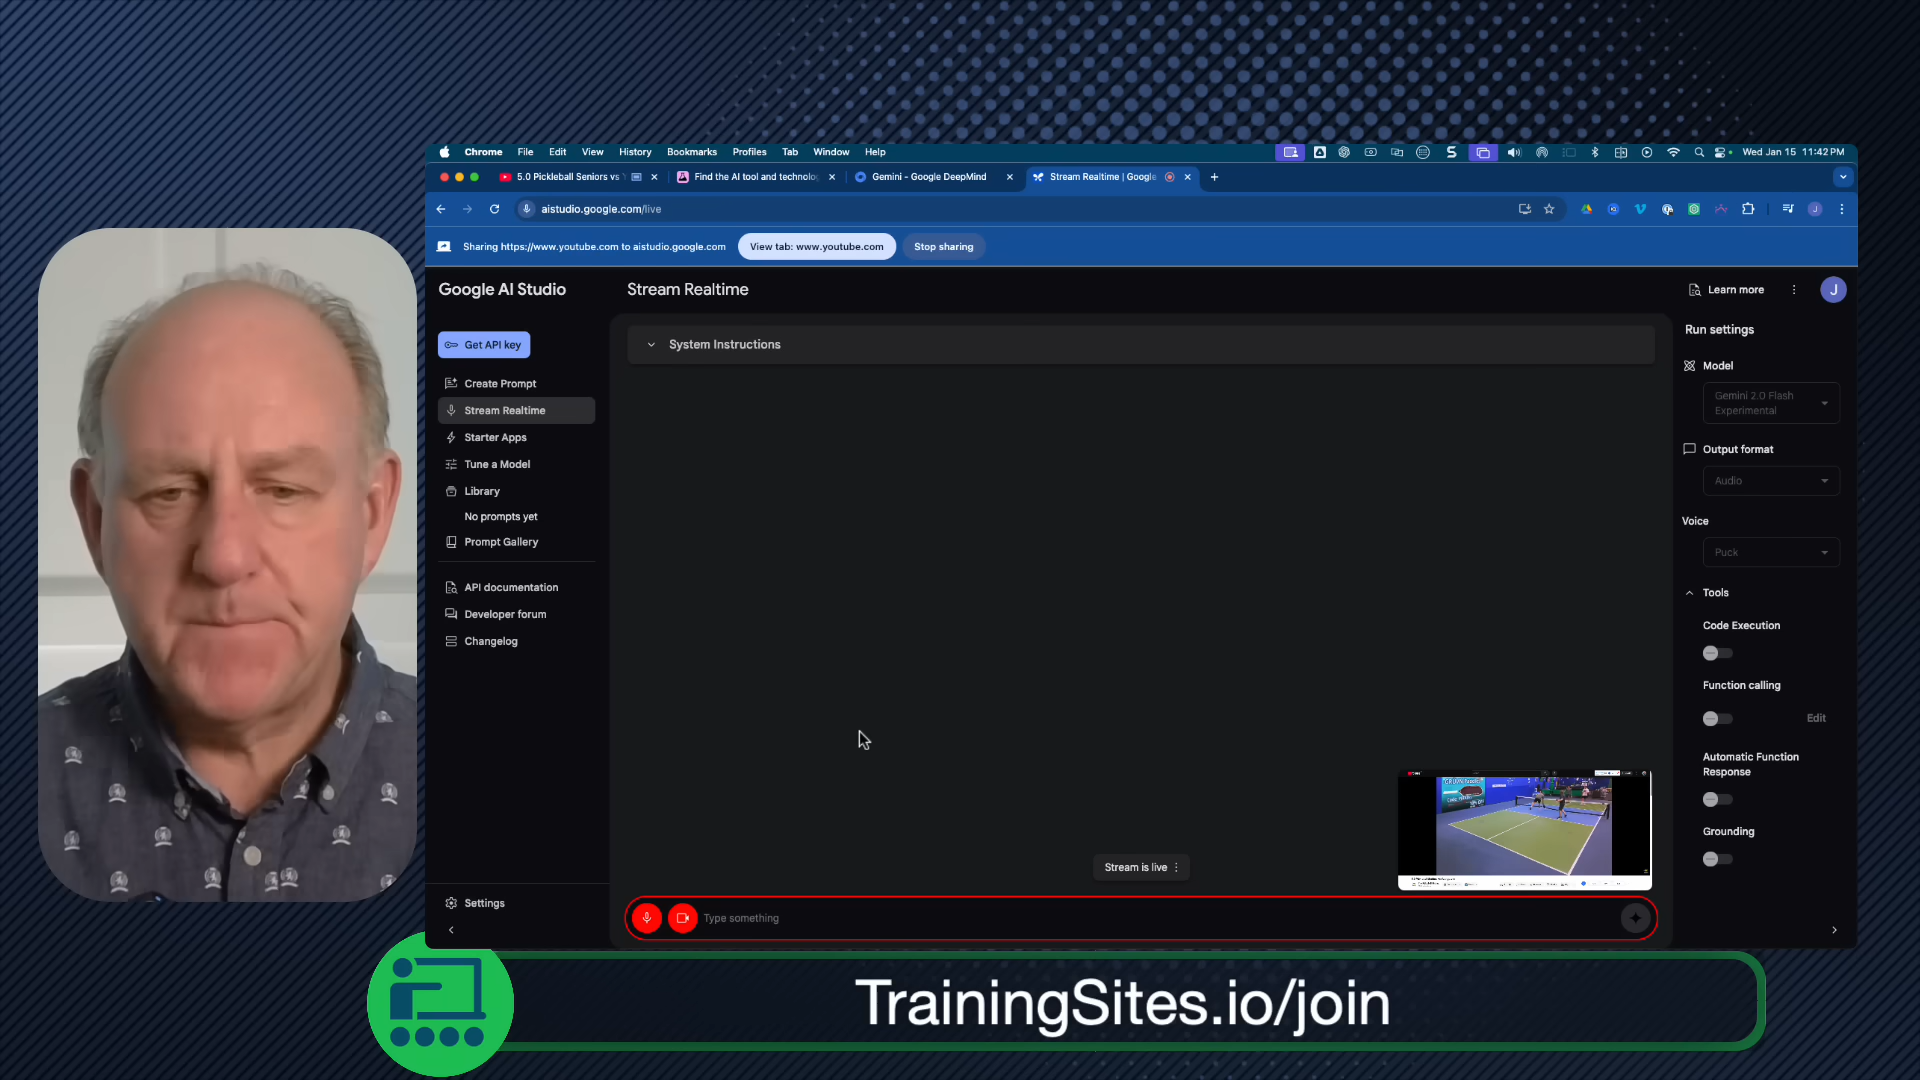 Chrome File Edit View History Bookmarks Profiles Tab Window Help
Wed Jan 15 11:42 PM
5.0 Pickleball Seniors vs
Find the AI tool and technolo
Gemini - Google DeepMind
Stream Realtime | Google
aistudio.google.com/live
Sharing https://www.youtube.com to aistudio.google.com
View tab: www.youtube.com
Stop sharing
Google AI Studio
Stream Realtime
Learn more
J
Get API key
System Instructions
Run settings
Create Prompt
Stream Realtime
Starter Apps
Tune a Model
Library
No prompts yet
Prompt Gallery
API documentation
Developer forum
Changelog
Model
Gemini 2.0 Flash
Experimental
Output format
Audio
Voice
Puck
Tools
Code Execution
Function calling
Edit
Automatic Function
Response
Grounding
Stream is live
Settings
Type something
TrainingSites.io/join